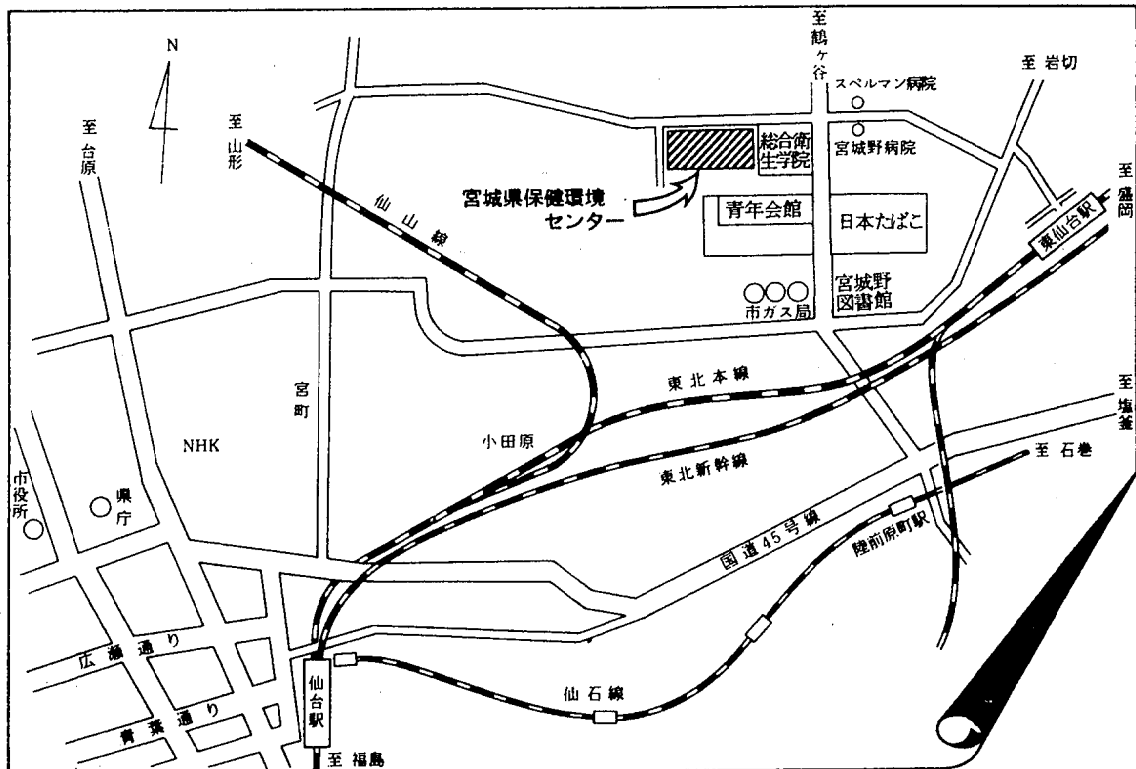 N
至 台原
至 山形
仙山線
至 鶴ヶ谷
スペルマン病院
至 岩切
総合衛
生学院
宮城野病院
宮城県保健環境
センター
青年会館
日本たばこ
至 盛岡
東仙台駅
宮城野
図書館
市ガス局
宮町
東北本線
至 塩釜
NHK
小田原
東北新幹線
至 石巻
市役所
県庁
国道45号線
陸前原町駅
広瀬通り
仙台駅
仙石線
青葉通り
至 福島